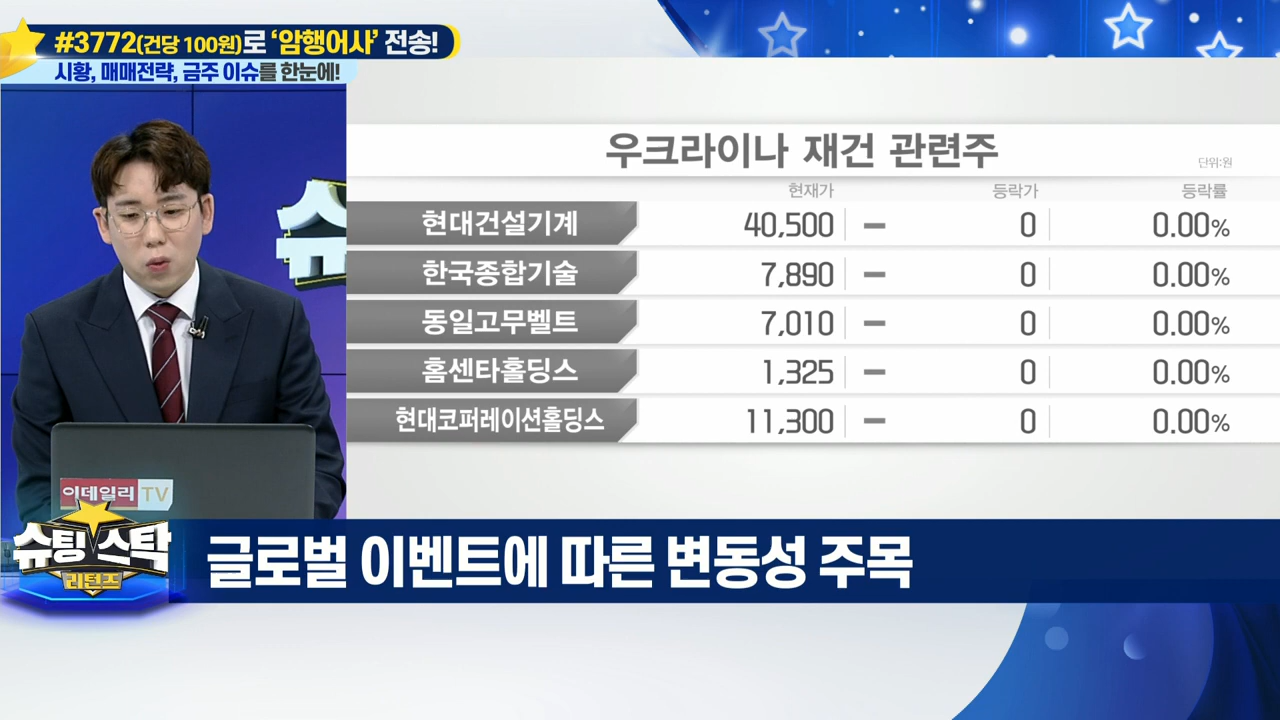 #3772(건당 100원)로 ‘암행어사’ 전송!
시황, 매매전략, 금주 이슈를 한눈에!
슈
우크라이나 재건 관련주
단위:원
현재가 등락가 등락률
현대건설기계 40,500 - 0 0.00%
한국종합기술 7,890 - 0 0.00%
동일고무벨트 7,010 - 0 0.00%
홈센타홀딩스 1,325 - 0 0.00%
현대코퍼레이션홀딩스 11,300 - 0 0.00%
이데일리 TV
슈팅스탁
리턴즈
글로벌 이벤트에 따른 변동성 주목